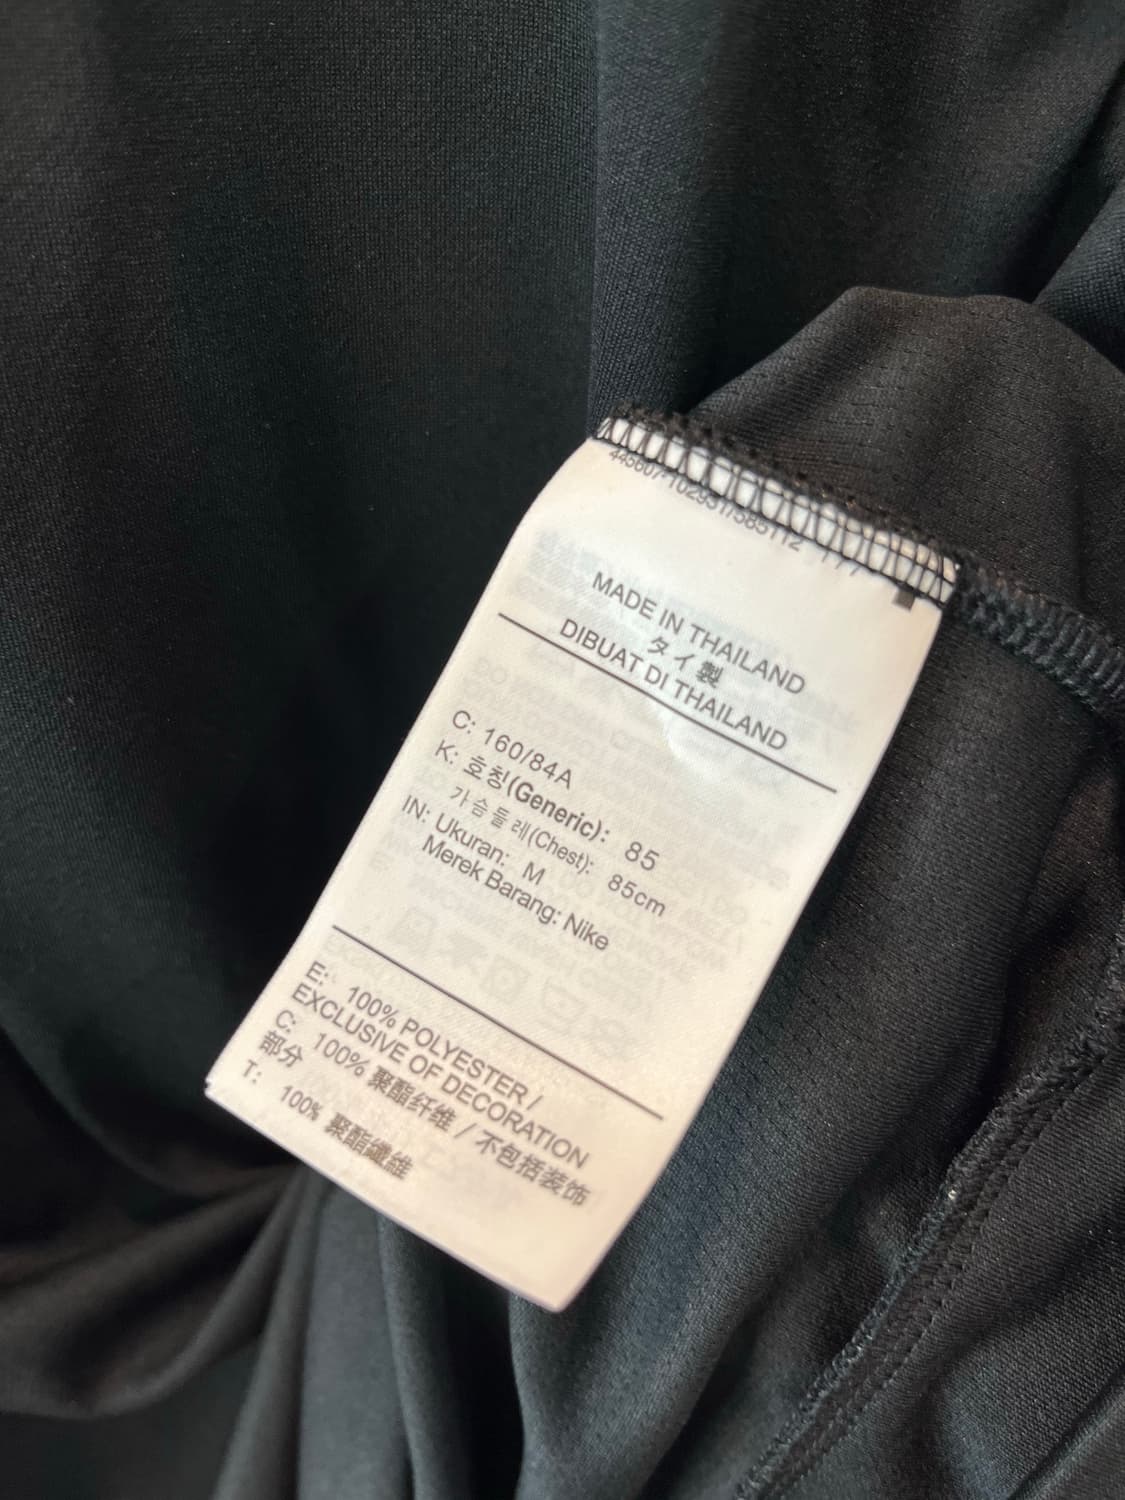 MADE IN THAILAND
タイ製
DIBUAT DI THAILAND
C: 160/84A
K: 호칭(Generic): 85
가슴둘레(Chest): 85cm
IN: Ukuran: M
Merek Barang: Nike
E: 100% POLYESTER /
EXCLUSIVE OF DECORATION
C: 100% 聚酯纤维 / 不包括装饰
部分
T: 100% 聚酯纖維